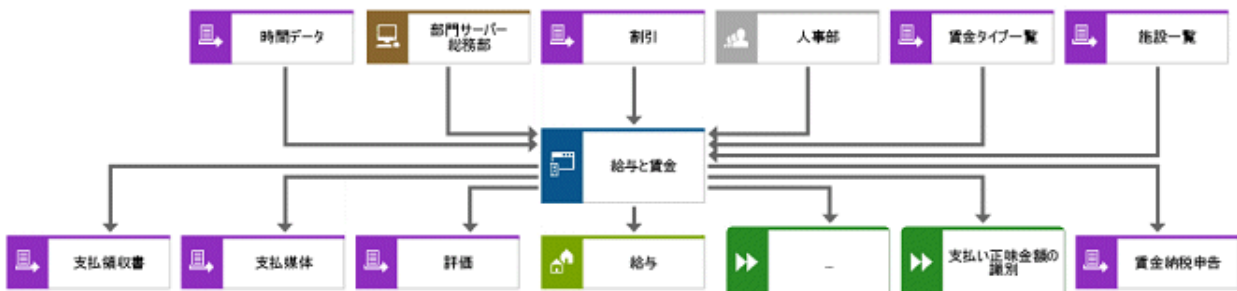 時間データ
部門サーバー
総務部
割引
人事部
賃金タイプ一覧
施設一覧
給与と賃金
支払領収書
支払媒体
評価
給与
...
支払い正味金額の
識別
賃金納税申告